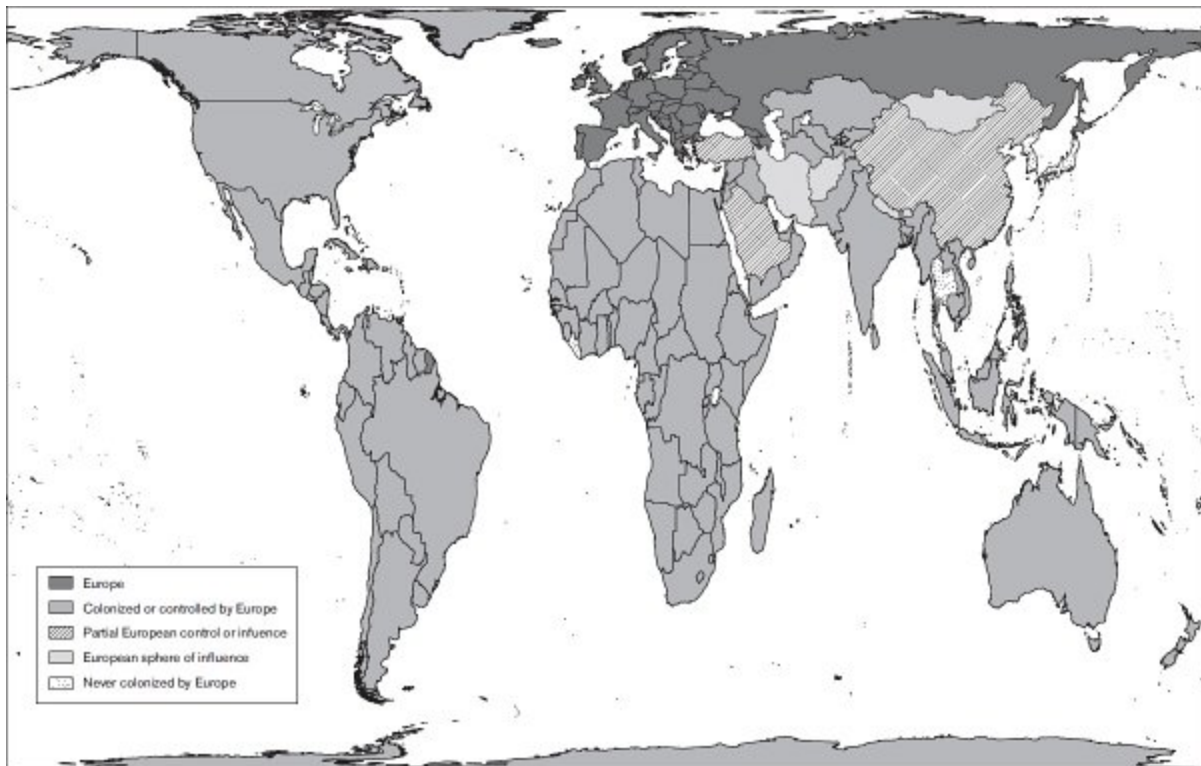 Europe
Colonized or controlled by Europe
Partial European control or infuence
European sphere of influence
Never colonized by Europe